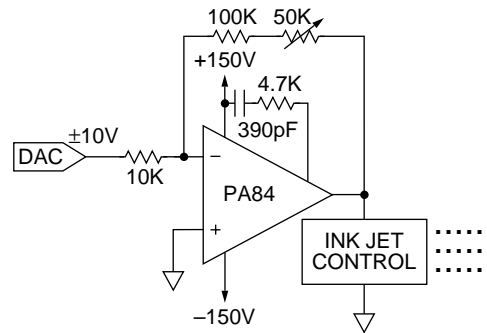 100K 50K
+150V
4.7K
390pF
±10V
DAC
10K
−
PA84
+
INK JET
CONTROL
–150V